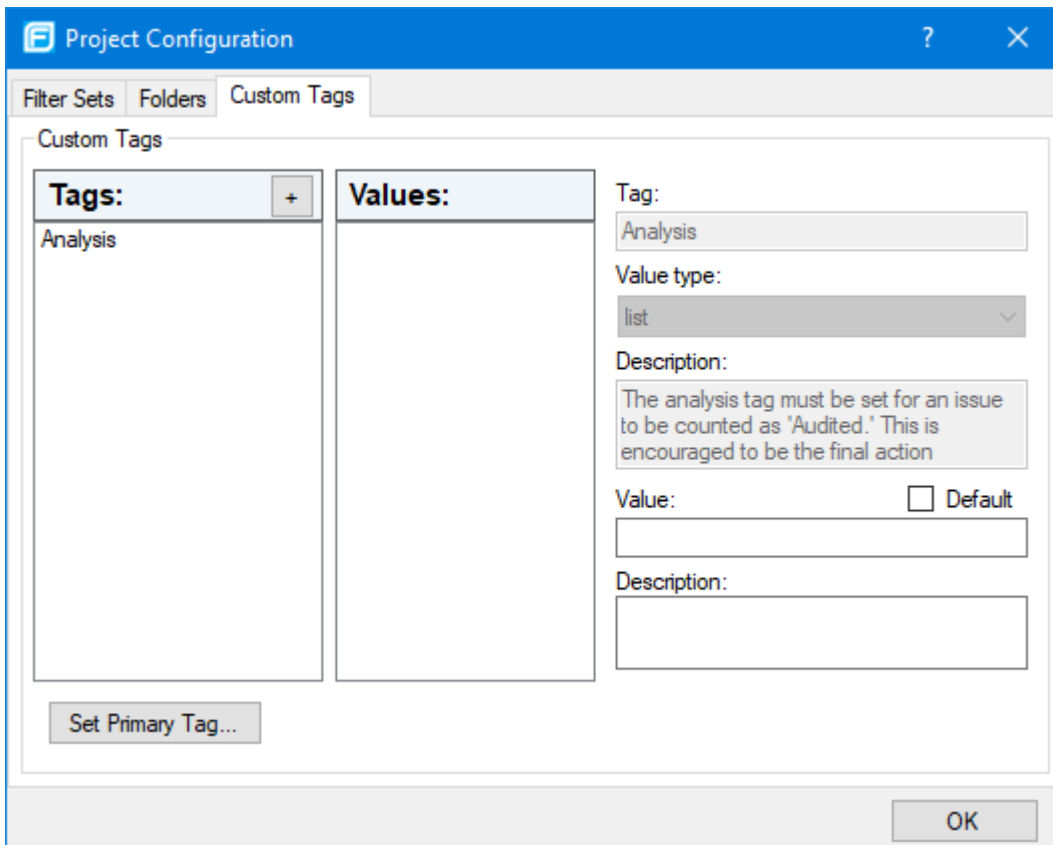 Project Configuration
Filter Sets Folders Custom Tags
Custom Tags
Tags: + Values:
Analysis
Tag:
Analysis
Value type:
list
Description:
The analysis tag must be set for an issue
to be counted as 'Audited.' This is
encouraged to be the final action
Value: Default
Description:
Set Primary Tag...
OK